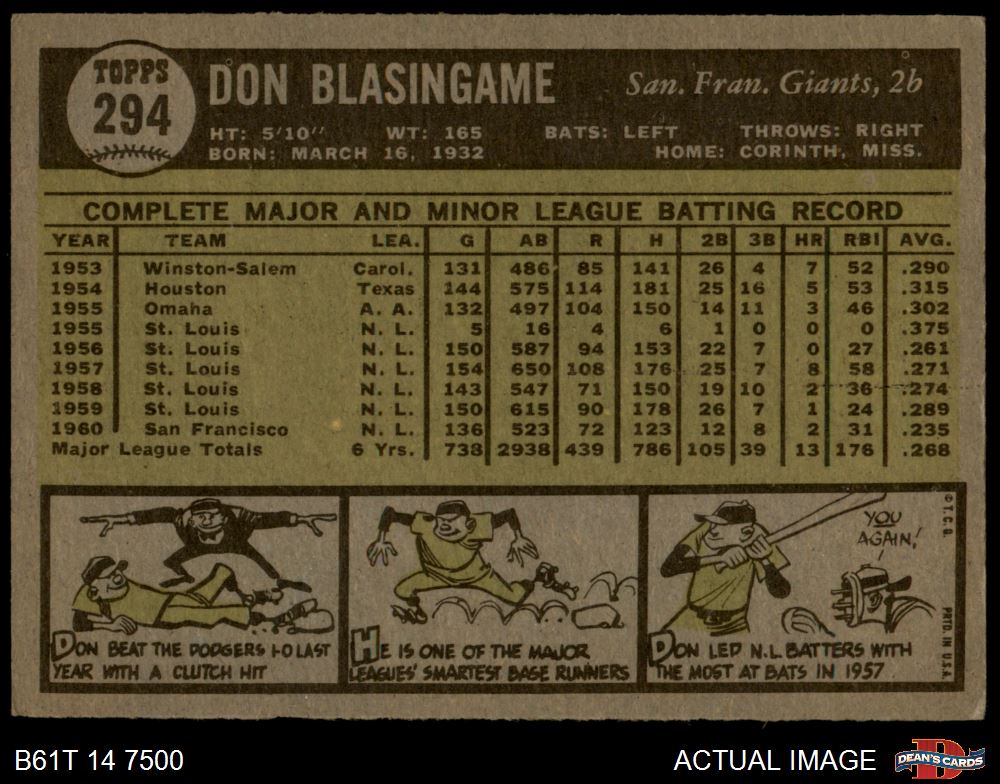 TOPPS
294
DON BLASINGAME
San. Fran. Giants, 2b
HT: 5'10" WT: 165 BATS: LEFT THROWS: RIGHT
BORN: MARCH 16, 1932 HOME: CORINTH, MISS.
COMPLETE MAJOR AND MINOR LEAGUE BATTING RECORD
YEAR TEAM LEA. G AB R H 2B 3B HR RBI AVG.
1953 Winston-Salem Carol. 131 486 85 141 26 4 7 52 .290
1954 Houston Texas 144 575 114 181 25 16 5 53 .315
1955 Omaha A. A. 132 497 104 150 14 11 3 46 .302
1955 St. Louis N. L. 5 16 4 6 1 0 0 0 .375
1956 St. Louis N. L. 150 587 94 153 22 7 0 27 .261
1957 St. Louis N. L. 154 650 108 176 25 7 8 58 .271
1958 St. Louis N. L. 143 547 71 150 19 10 2 36 .274
1959 St. Louis N. L. 150 615 90 178 26 7 1 24 .289
1960 San Francisco N. L. 136 523 72 123 12 8 2 31 .235
Major League Totals 6 Yrs. 738 2938 439 786 105 39 13 176 .268
DON BEAT THE DODGERS 1-0 LAST
YEAR WITH A CLUTCH HIT
HE IS ONE OF THE MAJOR
LEAGUES' SMARTEST BASE RUNNERS
YOU
AGAIN!
DON LED N.L. BATTERS WITH
THE MOST AT BATS IN 1957
© T. C. G.
PRTD. IN U.S.A.
B61T 14 7500
ACTUAL IMAGE
DEAN'S CARDS